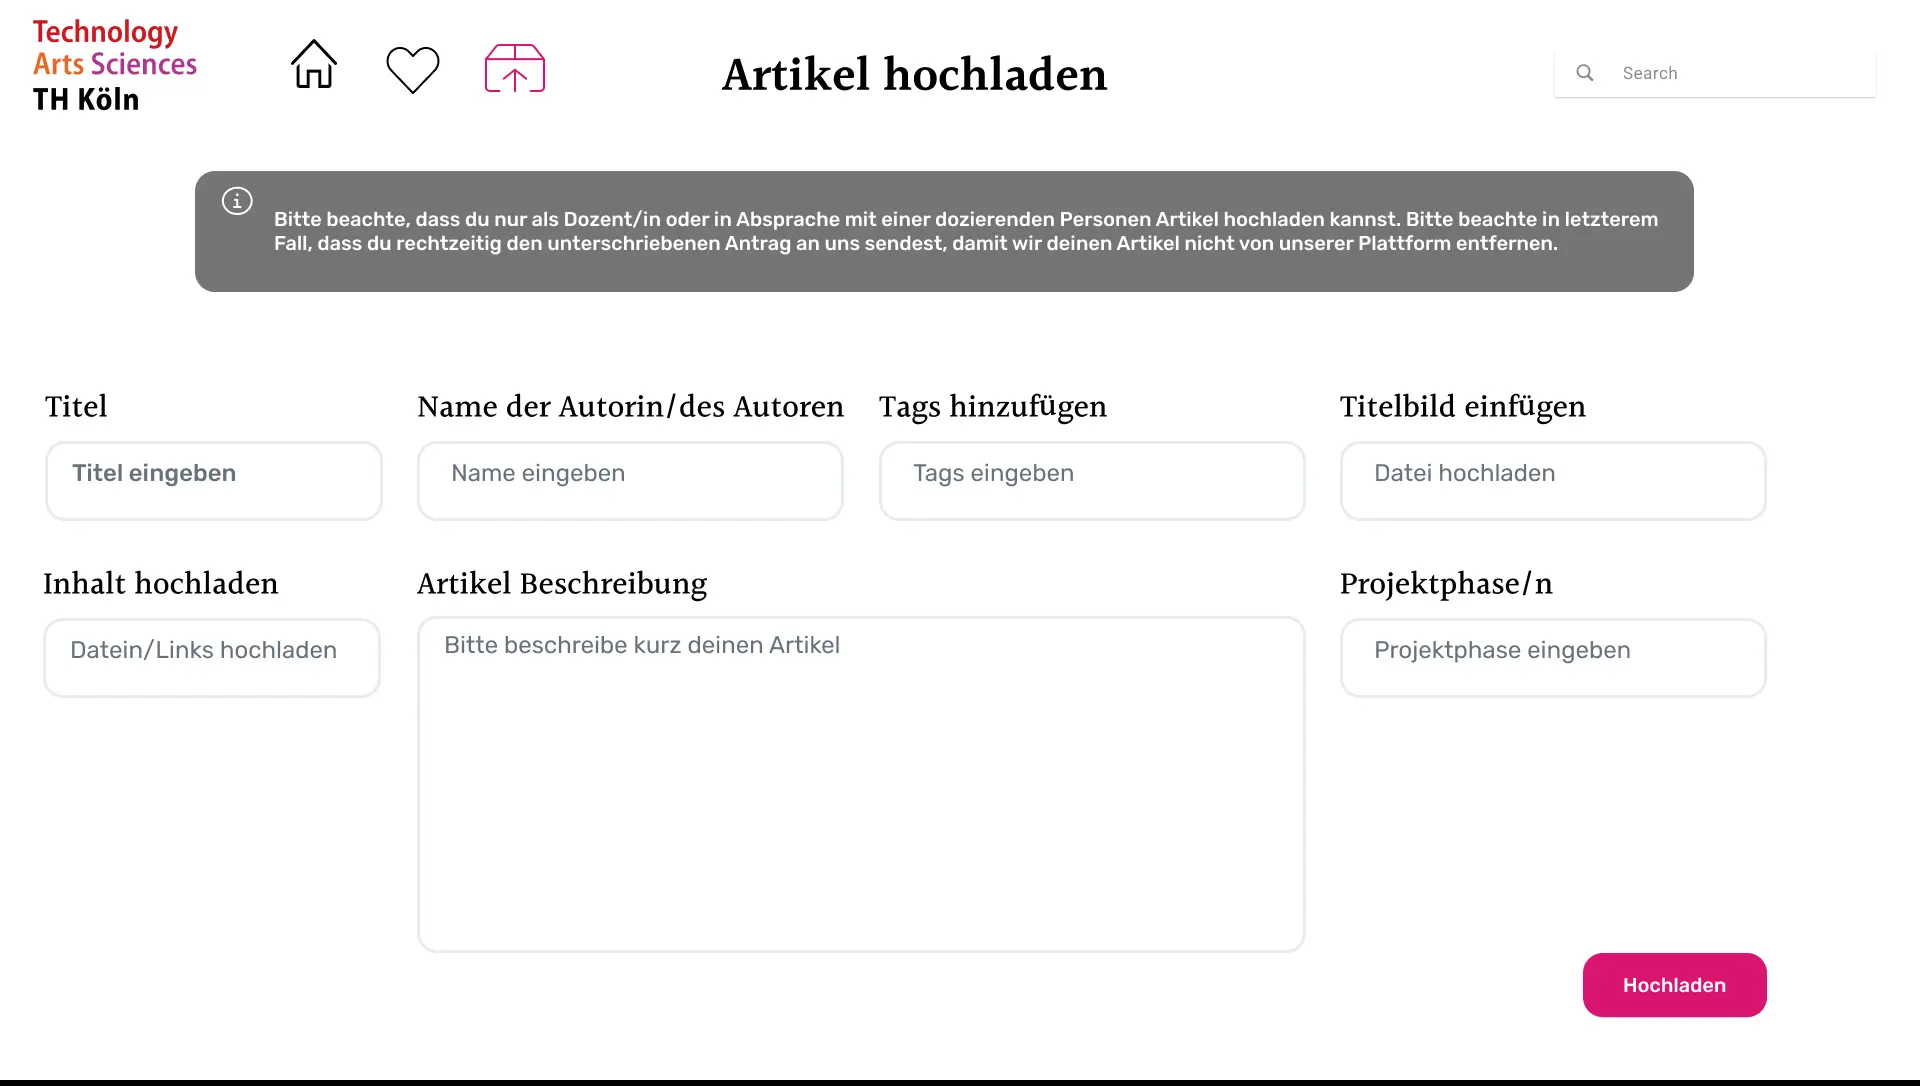 Technology
Arts Sciences
TH Köln
Artikel hochladen
Search
Bitte beachte, dass du nur als Dozent/in oder in Absprache mit einer dozierenden Personen Artikel hochladen kannst. Bitte beachte in letzterem
Fall, dass du rechtzeitig den unterschriebenen Antrag an uns sendest, damit wir deinen Artikel nicht von unserer Plattform entfernen.
Titel
Titel eingeben
Name der Autorin/des Autoren
Name eingeben
Tags hinzufügen
Tags eingeben
Titelbild einfügen
Datei hochladen
Inhalt hochladen
Datein/Links hochladen
Artikel Beschreibung
Bitte beschreibe kurz deinen Artikel
Projektphase/n
Projektphase eingeben
Hochladen